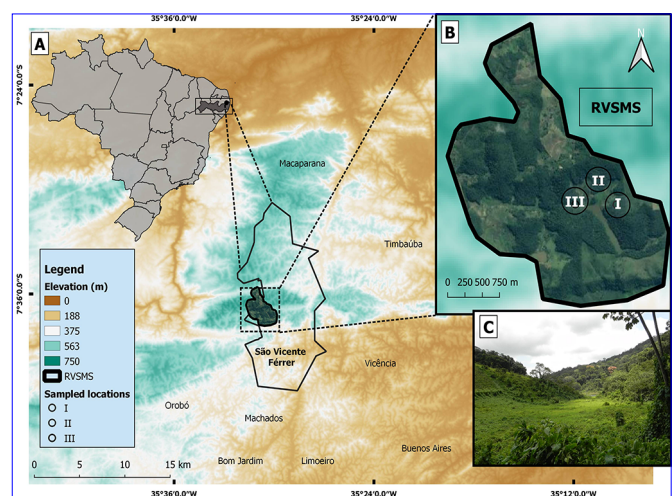 35°36'0.0"S
35°24'0.0"S
A
7°24'0.0"S
Macaparana
Timbaúba
7°36'0.0"S
São Vicente
Férrer
Vicência
Orobó
Machados
Buenos Aires
Bom Jardim
Limoeiro
Legend
Elevation (m)
0
188
375
563
750
RVSMS
Sampled locations
I
II
III
0 5 10 15 km
35°36'0.0"S
35°24'0.0"S
35°12'0.0"S
B
N
RVSMS
II
III
I
0 250 500 750 m
C